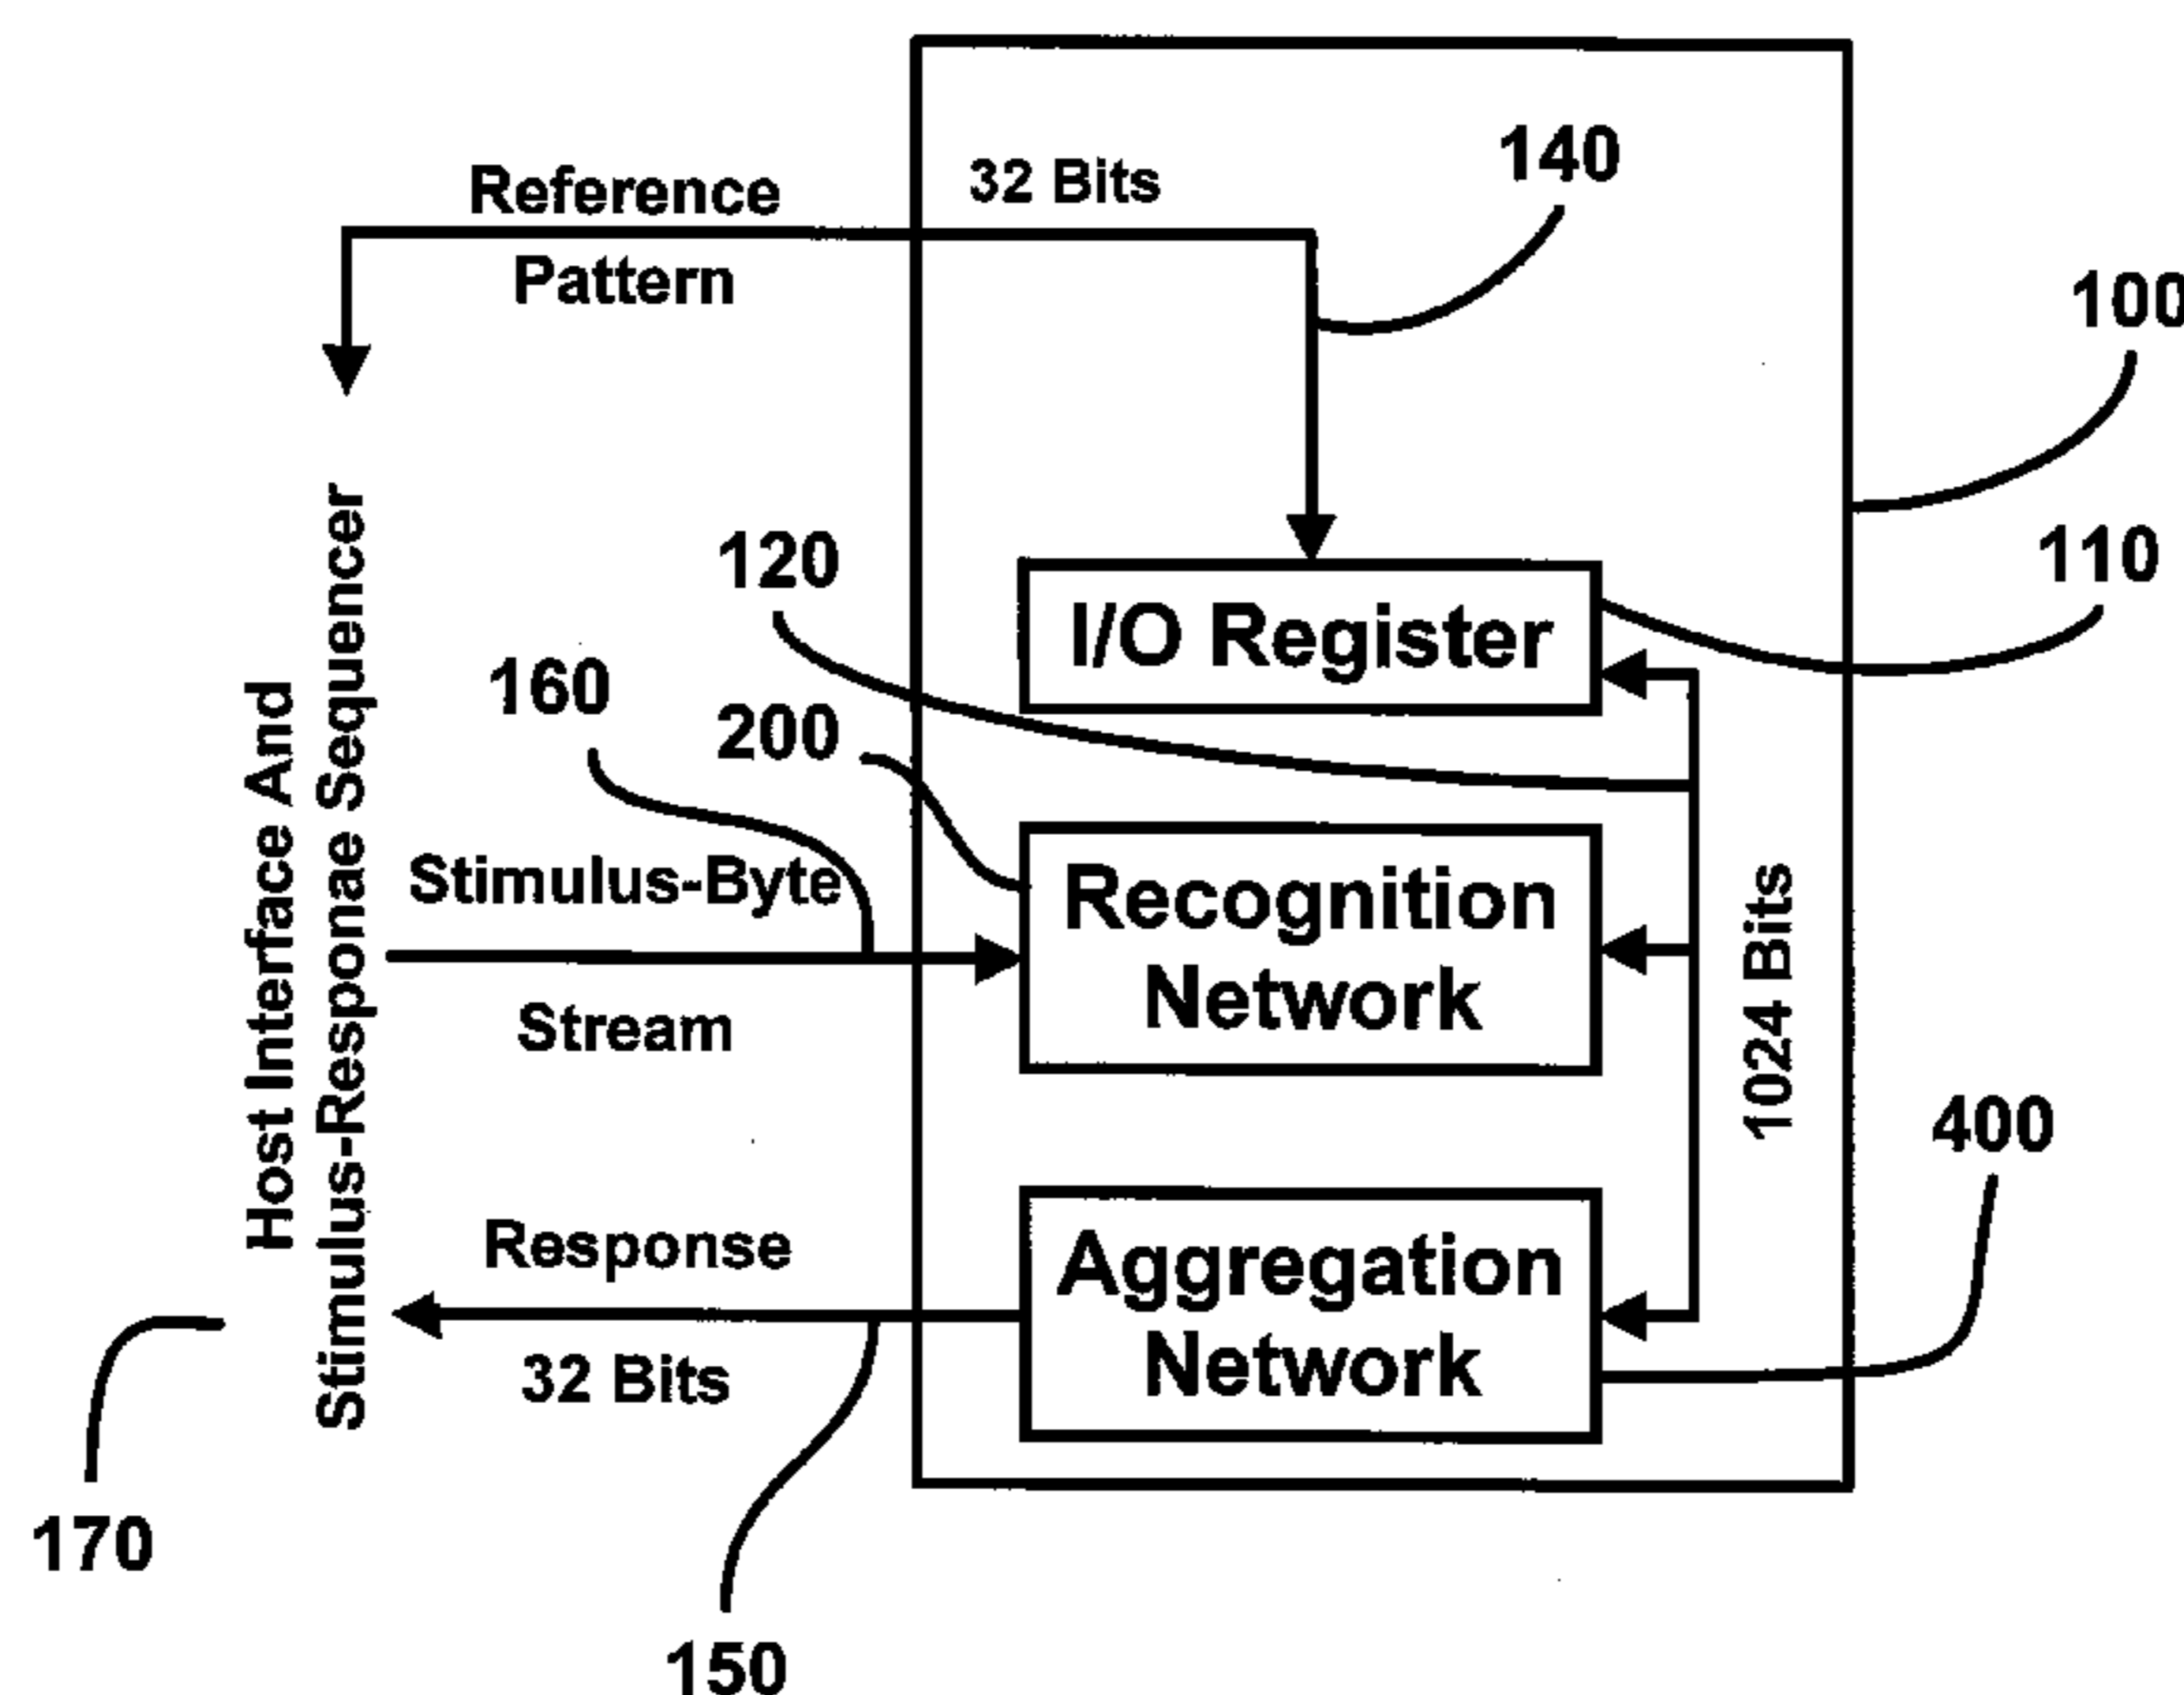 Reference
Pattern
32 Bits
140
100
120
I/O Register
110
160
200
Host Interface And
Stimulus-Responae Sequencer
Stimulus-Byte
Stream
Recognition
Network
1024 Bits
400
Response
32 Bits
Aggregation
Network
170
150